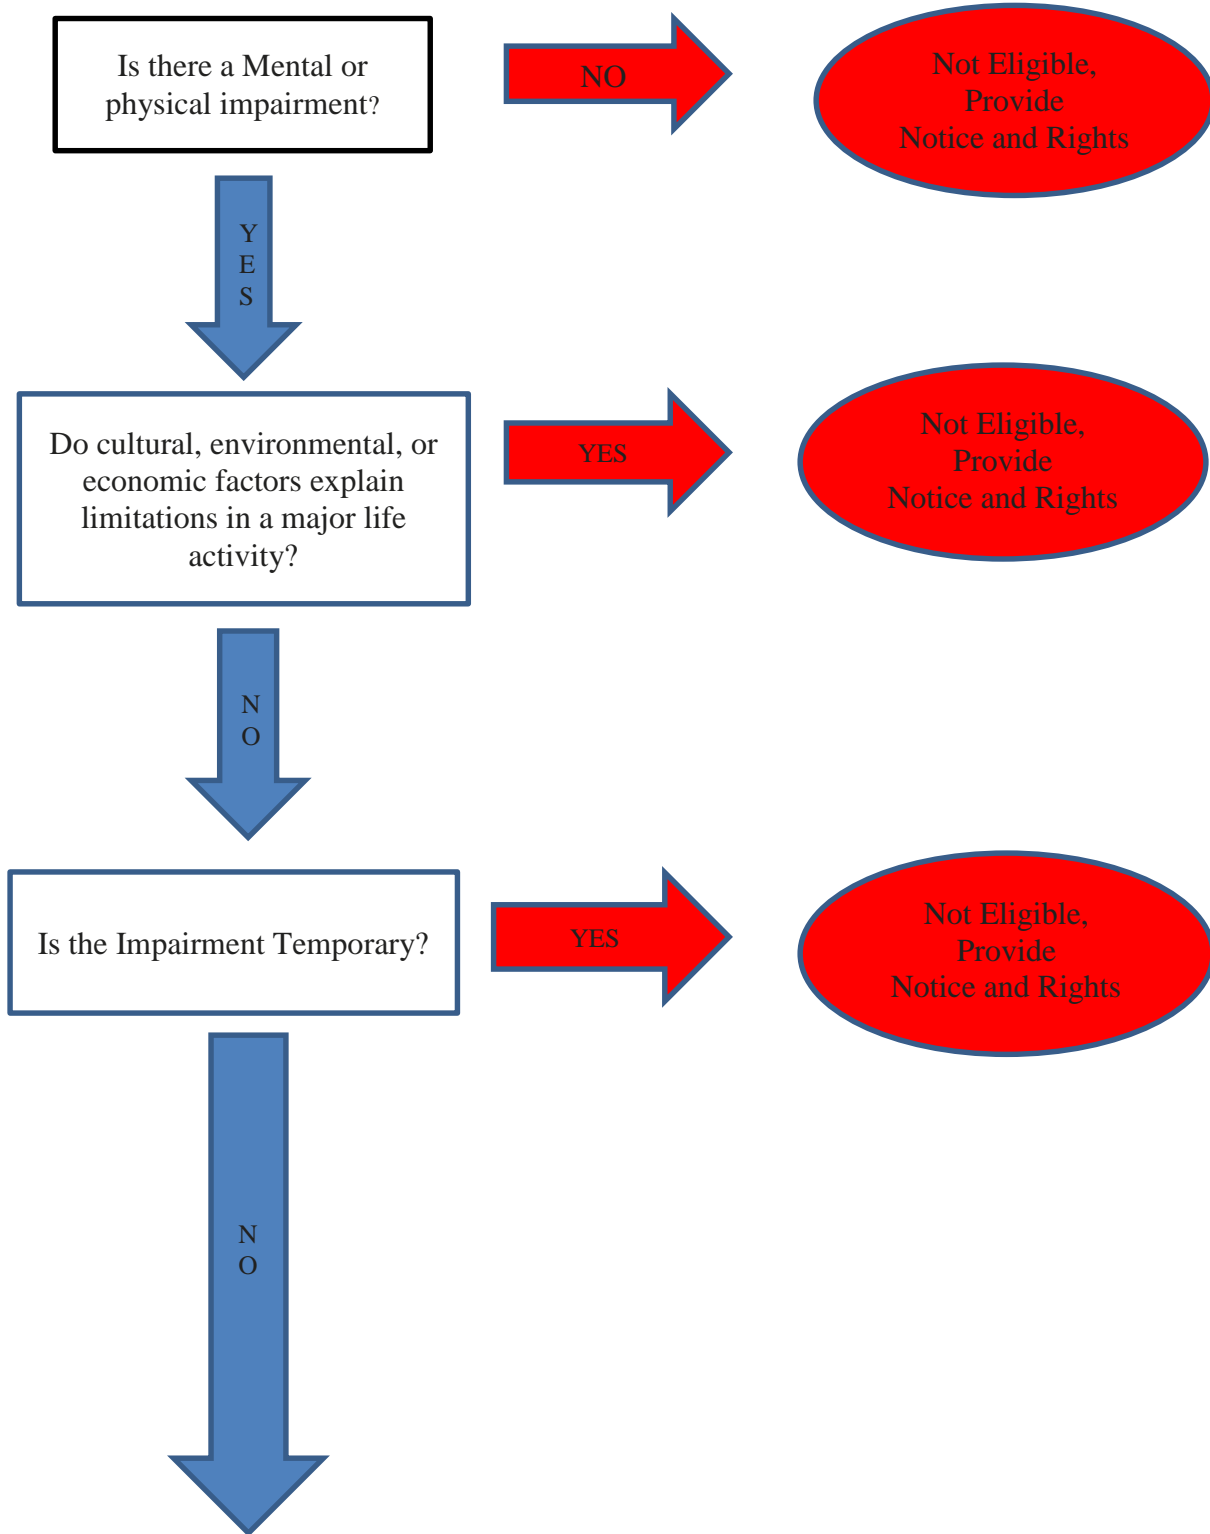 Is there a Mental or
physical impairment?
NO
Not Eligible,
Provide
Notice and Rights
Y
E
S
Do cultural, environmental, or
economic factors explain
limitations in a major life
activity?
YES
Not Eligible,
Provide
Notice and Rights
N
O
Is the Impairment Temporary?
YES
Not Eligible,
Provide
Notice and Rights
N
O